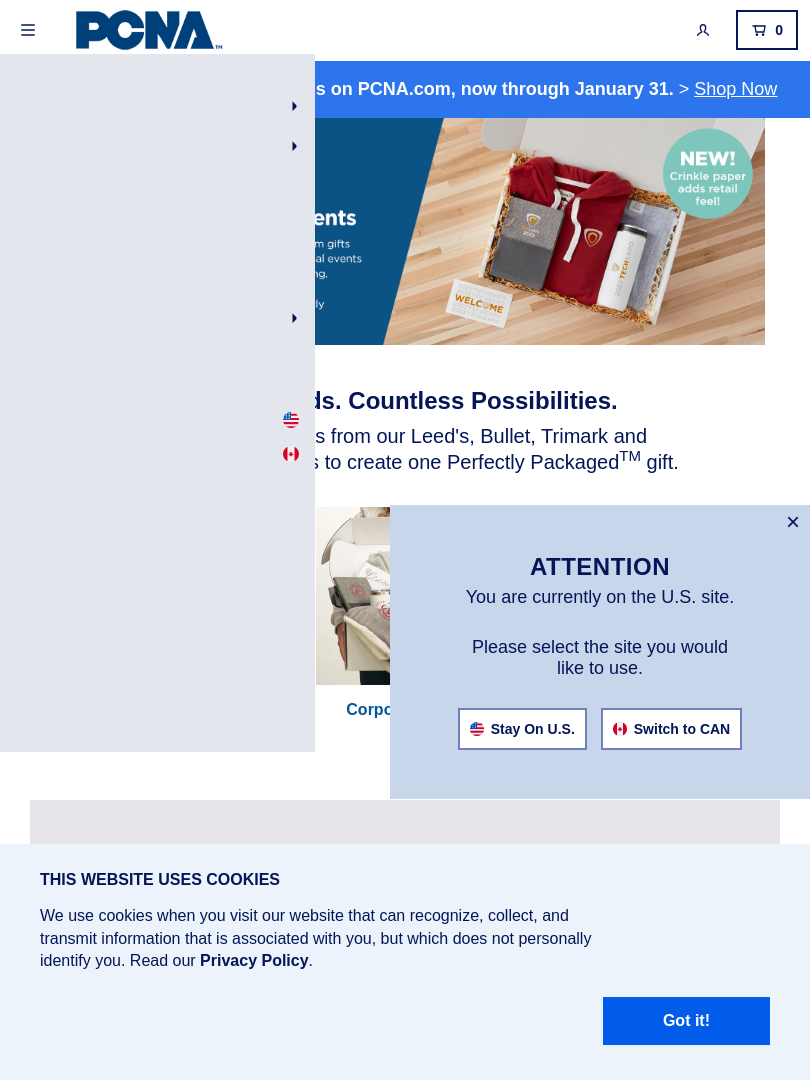 PCNA™
0
s on PCNA.com, now through January 31. > Shop Now
NEW!
Crinkle paper
adds retail
feel!
ents
m gifts
al events
ng.
ly
WELCOME
TECH
ds. Countless Possibilities.
s from our Leed's, Bullet, Trimark and
s to create one Perfectly Packaged™ gift.
Corpo
ATTENTION
You are currently on the U.S. site.
Please select the site you would
like to use.
Stay On U.S.
Switch to CAN
THIS WEBSITE USES COOKIES
We use cookies when you visit our website that can recognize, collect, and
transmit information that is associated with you, but which does not personally
identify you. Read our Privacy Policy.
Got it!